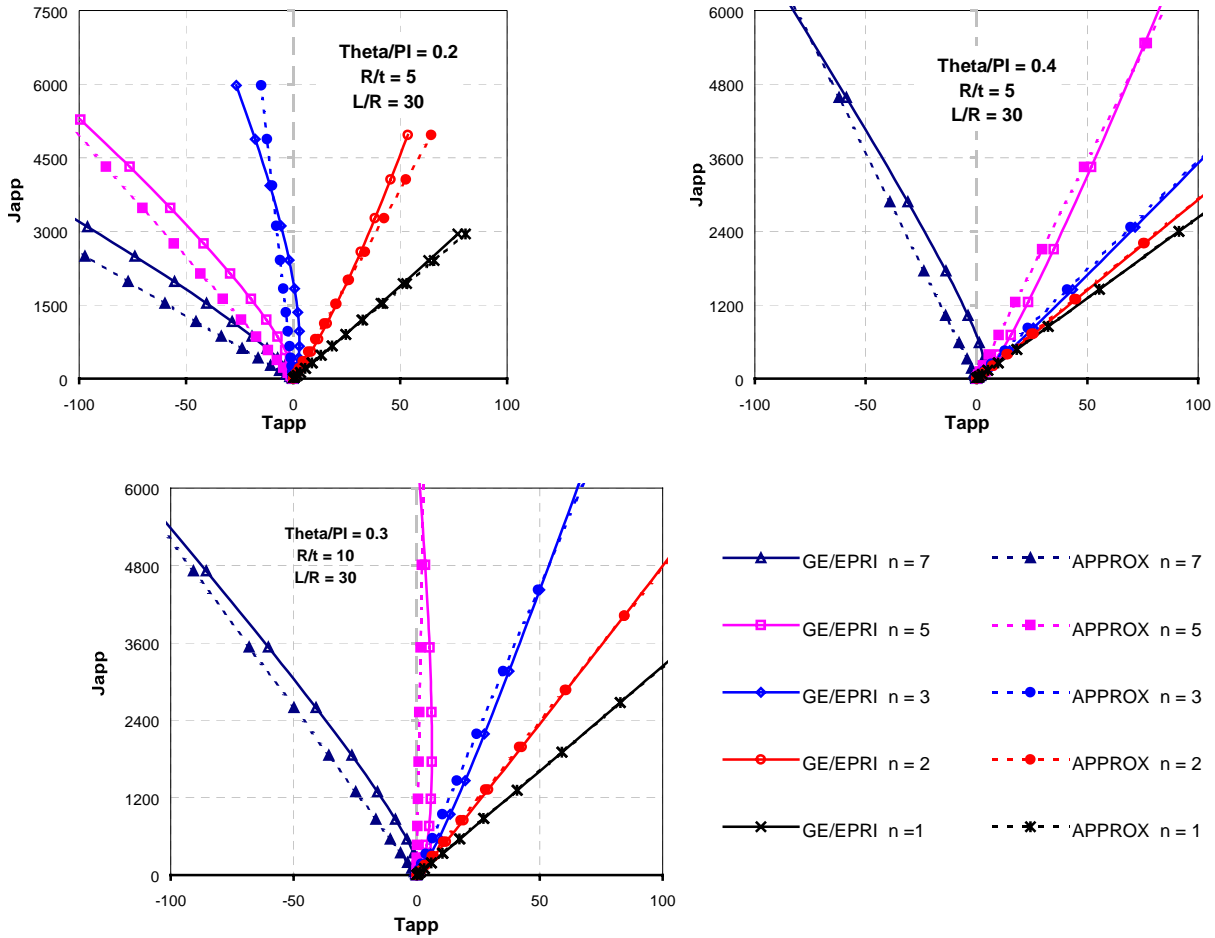 7500
6000
4500
3000
1500
0
-100
-50
0
50
100
Japp
Tapp
Theta/PI = 0.2
R/t = 5
L/R = 30
6000
4800
3600
2400
1200
0
-100
-50
0
50
100
Japp
Tapp
Theta/PI = 0.4
R/t = 5
L/R = 30
6000
4800
3600
2400
1200
0
-100
-50
0
50
100
Japp
Tapp
Theta/PI = 0.3
R/t = 10
L/R = 30
GE/EPRI n = 7
APPROX n = 7
GE/EPRI n = 5
APPROX n = 5
GE/EPRI n = 3
APPROX n = 3
GE/EPRI n = 2
APPROX n = 2
GE/EPRI n =1
APPROX n = 1